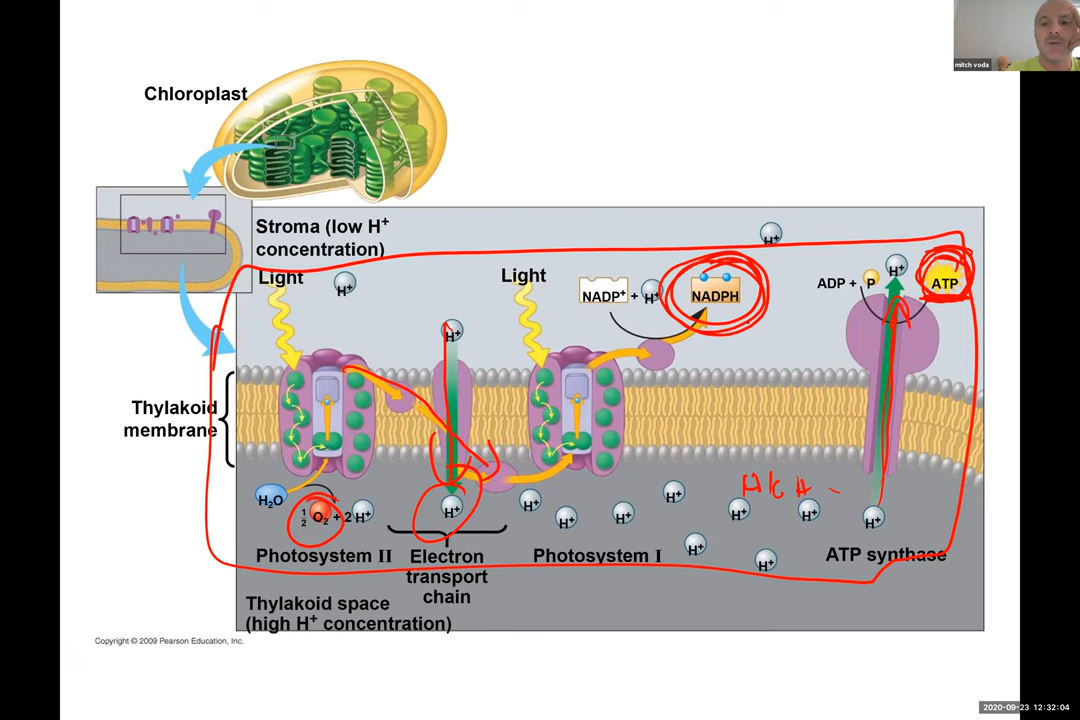 mitch voda
Chloroplast
Stroma (low H+
concentration)
Light
H+
H+
Light
NADP+ + H+
NADPH
H+
ADP + P
H+
ATP
Thylakoid
membrane
H2O
1/2 O2 + 2 H+
H+
H+
H+
H+
H+
H+
H+
H+
H+
H+
Photosystem II
Electron
transport
chain
Photosystem I
ATP synthase
Thylakoid space
(high H+ concentration)
Copyright © 2009 Pearson Education, Inc.
2020-09-23 12:32:04